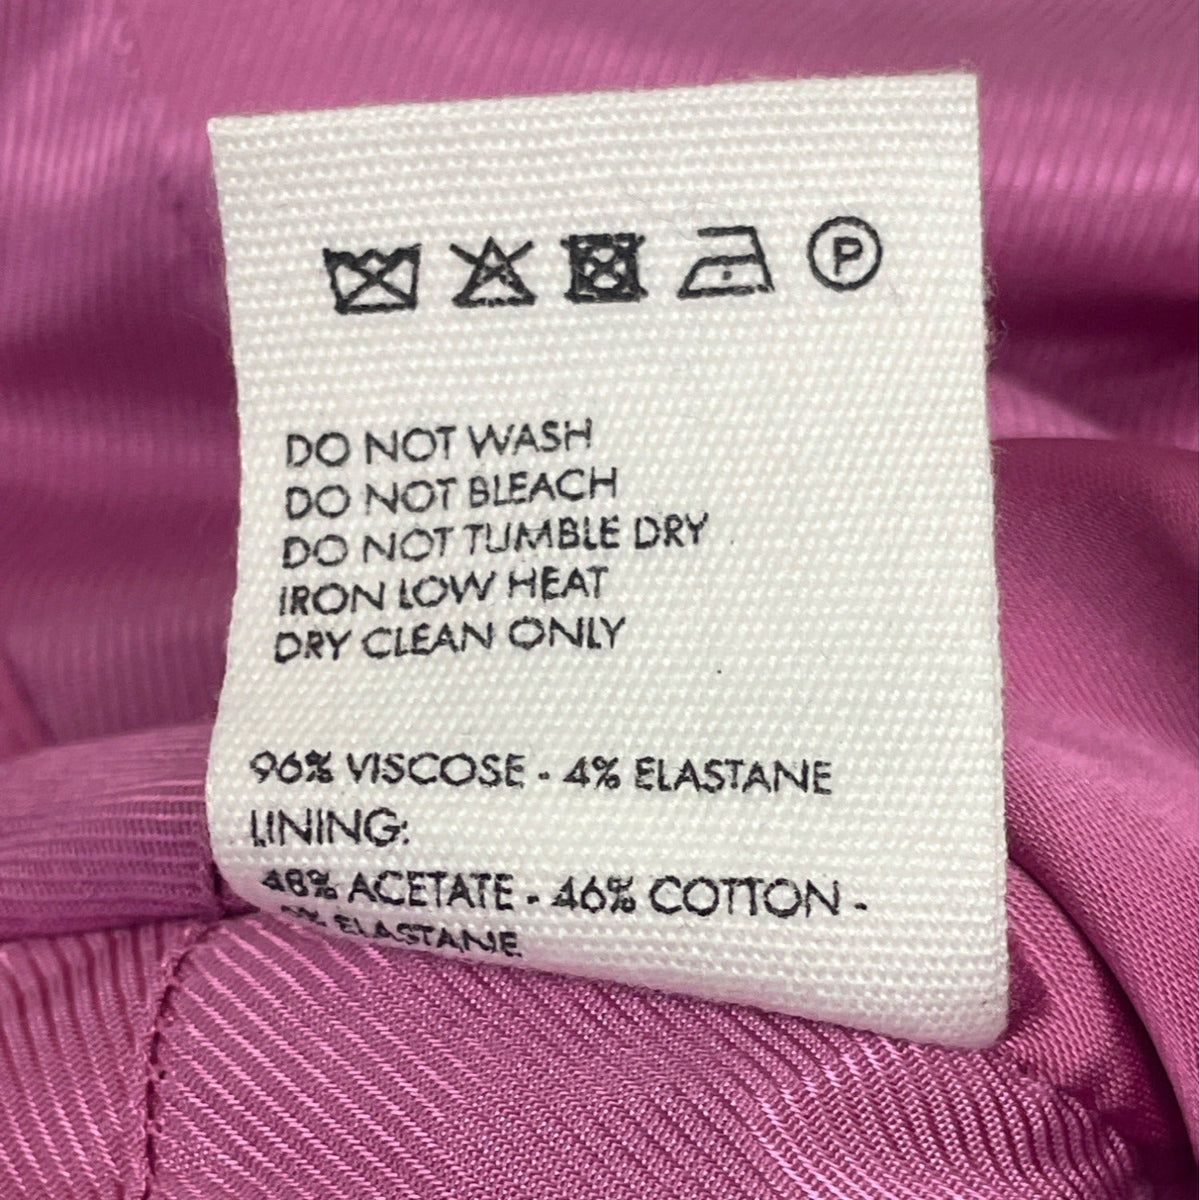 P
DO NOT WASH
DO NOT BLEACH
DO NOT TUMBLE DRY
IRON LOW HEAT
DRY CLEAN ONLY
96% VISCOSE - 4% ELASTANE
LINING:
48% ACETATE - 46% COTTON -
ELASTANE